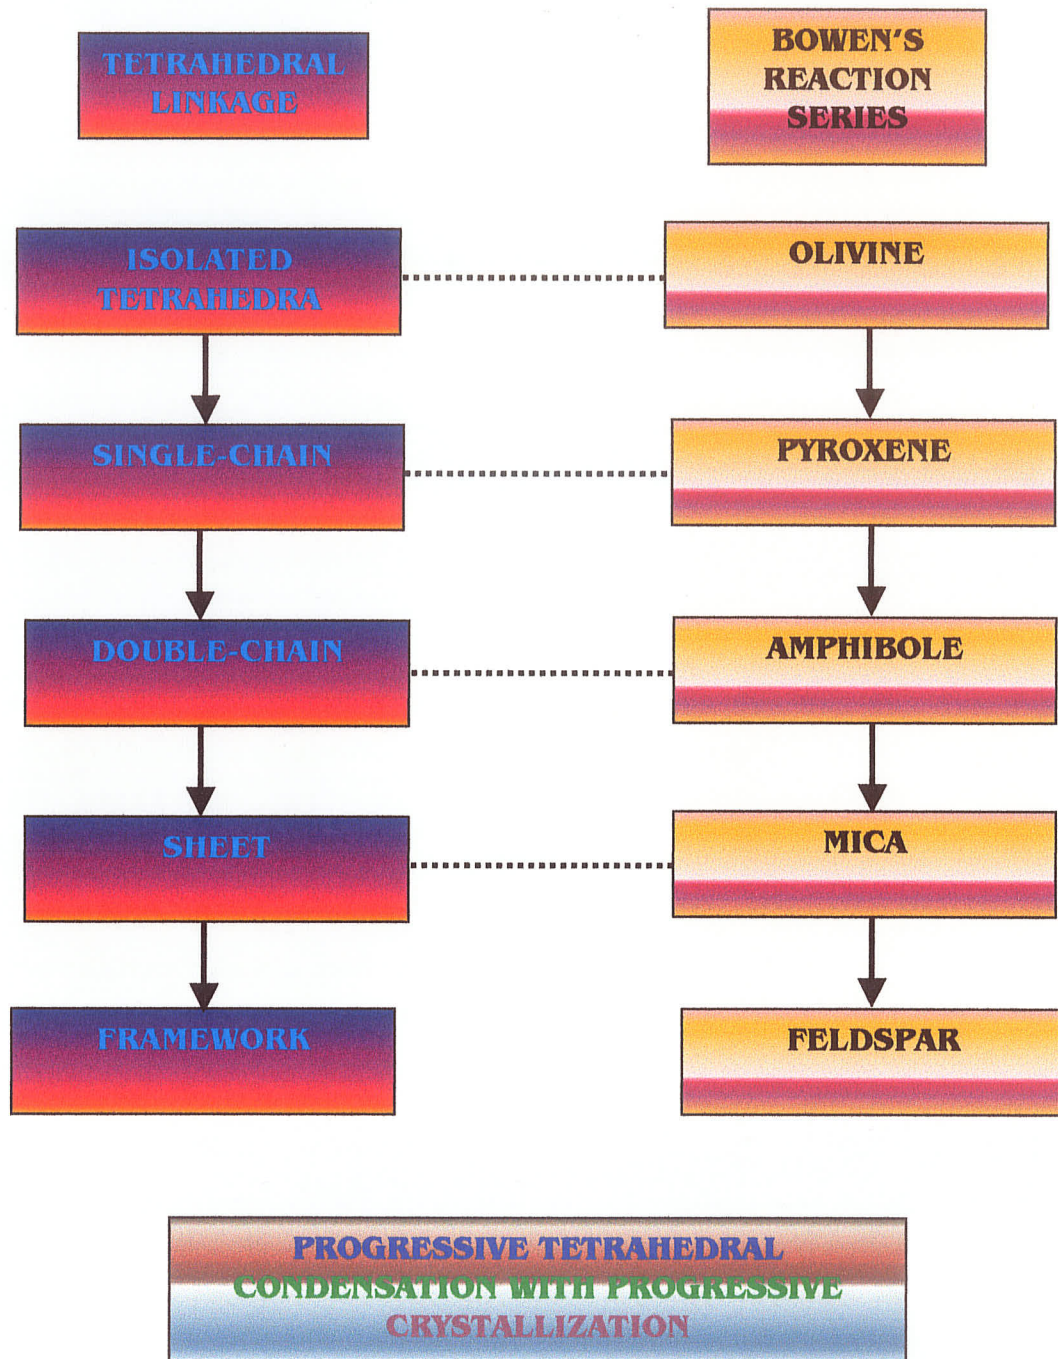 TETRAHEDRAL
LINKAGE
BOWEN'S
REACTION
SERIES
ISOLATED
TETRAHEDRA
OLIVINE
SINGLE-CHAIN
PYROXENE
DOUBLE-CHAIN
AMPHIBOLE
SHEET
MICA
FRAMEWORK
FELDSPAR
PROGRESSIVE TETRAHEDRAL
CONDENSATION WITH PROGRESSIVE
CRYSTALLIZATION